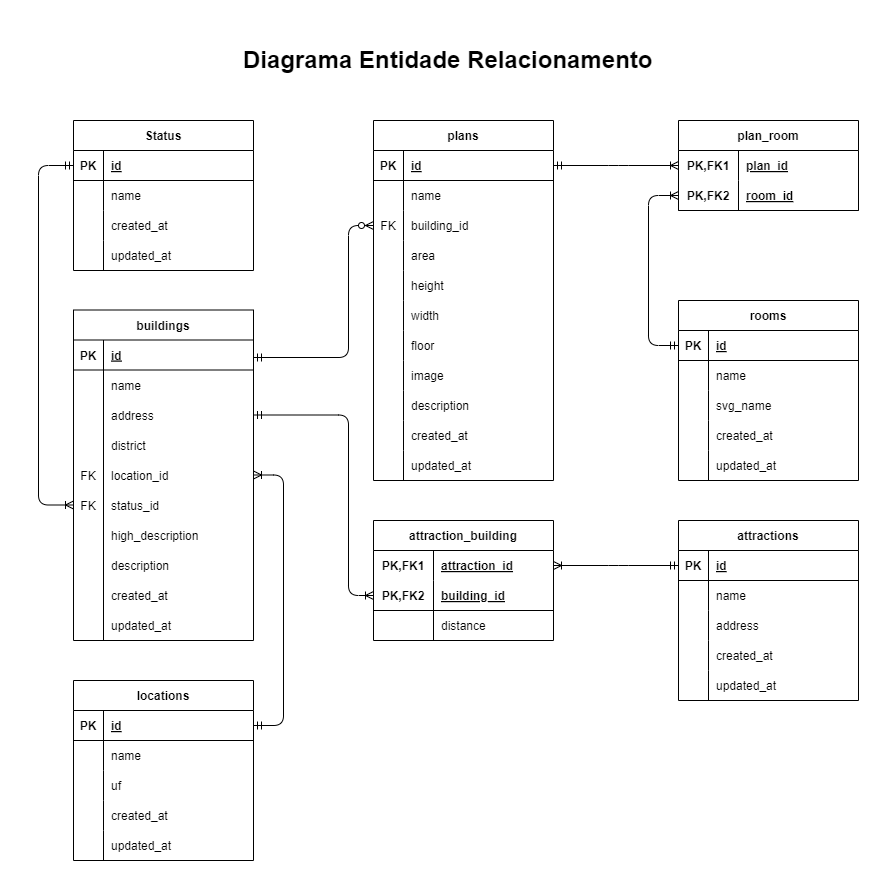 Diagrama Entidade Relacionamento
Status
PK id
name
created_at
updated_at
buildings
PK id
name
address
district
FK location_id
FK status_id
high_description
description
created_at
updated_at
locations
PK id
name
uf
created_at
updated_at
plans
PK id
name
FK building_id
area
height
width
floor
image
description
created_at
updated_at
attraction_building
PK,FK1 attraction_id
PK,FK2 building_id
distance
plan_room
PK,FK1 plan_id
PK,FK2 room_id
rooms
PK id
name
svg_name
created_at
updated_at
attractions
PK id
name
address
created_at
updated_at